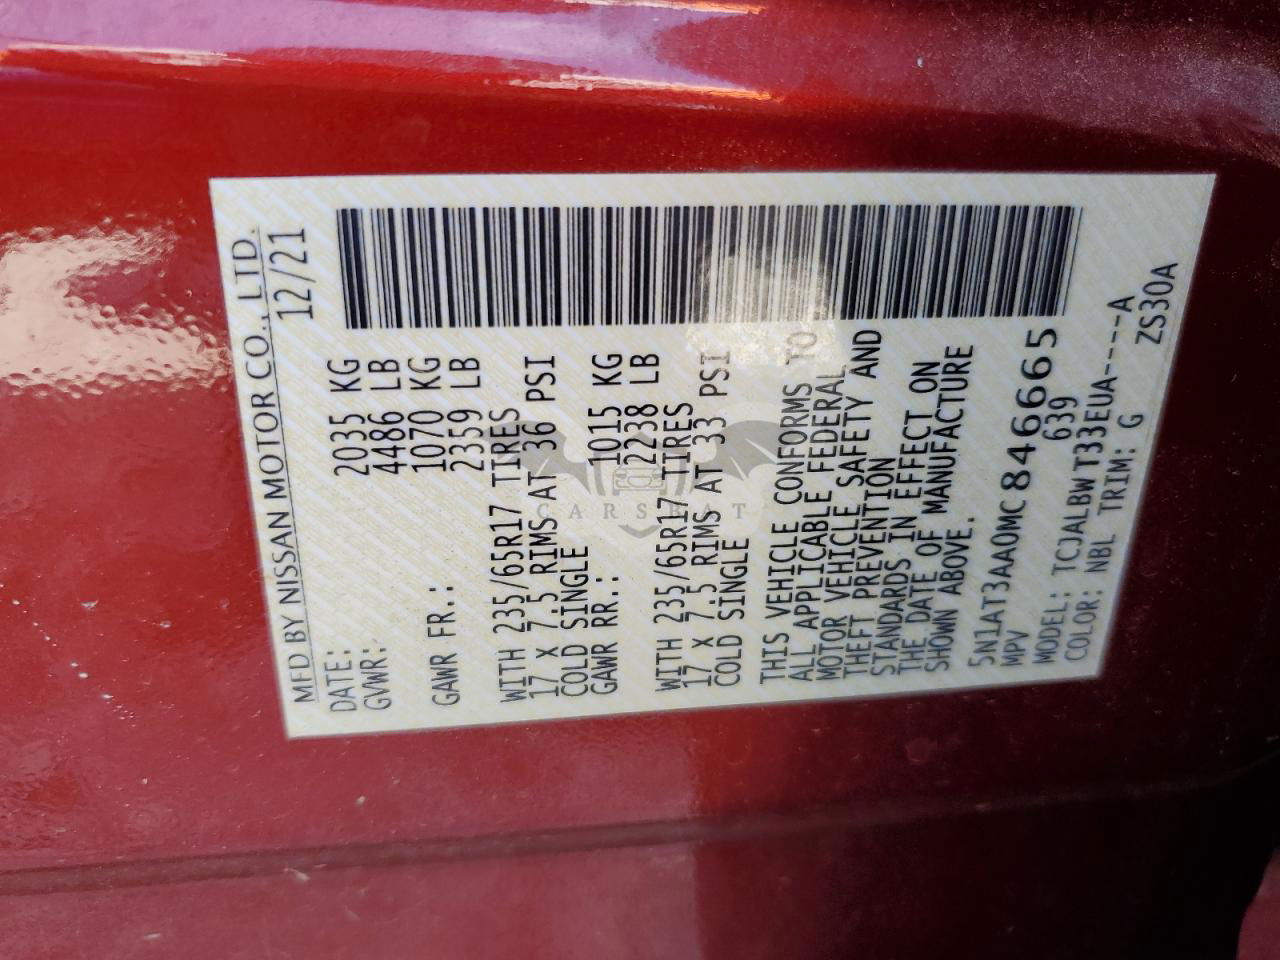 MFD BY NISSAN MOTOR CO., LTD.
DATE: 12/21
GVWR: 2035 KG
4486 LB
GAWR FR.: 1070 KG
2359 LB
WITH 235/65R17 TIRES
17 X 7.5 RIMS AT 36 PSI
COLD SINGLE
GAWR RR.: 1015 KG
2238 LB
WITH 235/65R17 TIRES
17 X 7.5 RIMS AT 33 PSI
COLD SINGLE
THIS VEHICLE CONFORMS TO
ALL APPLICABLE FEDERAL
MOTOR VEHICLE SAFETY AND
THEFT PREVENTION
STANDARDS IN EFFECT ON
THE DATE OF MANUFACTURE
SHOWN ABOVE.
5N1AT3AA0MC846665
MPV 639
MODEL: TCJALBWT33EUA----A
COLOR: NBL TRIM: G ZS30A
CARSBAT